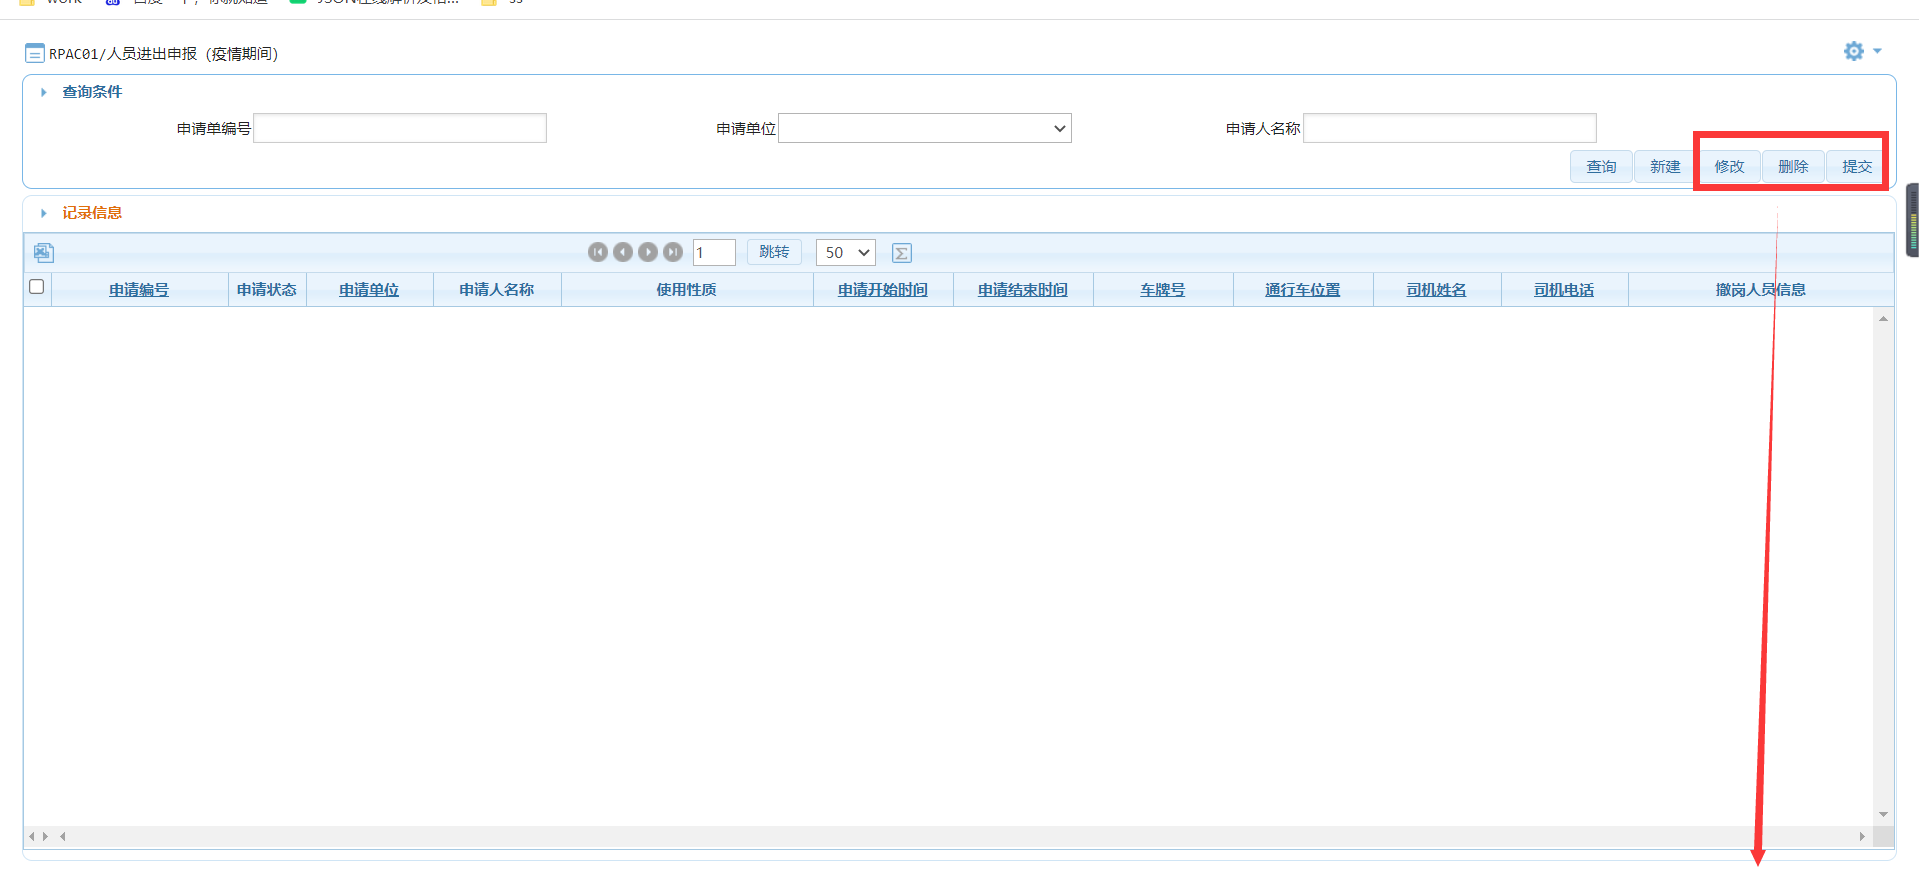 work
RPAC01/人员进出申报（疫情期间）
查询条件
申请单编号 申请单位 申请人名称
查询 新建 修改 删除 提交
记录信息
1 跳转 50
申请编号 申请状态 申请单位 申请人名称 使用性质 申请开始时间 申请结束时间 车牌号 通行车位置 司机姓名 司机电话 撤岗人员信息